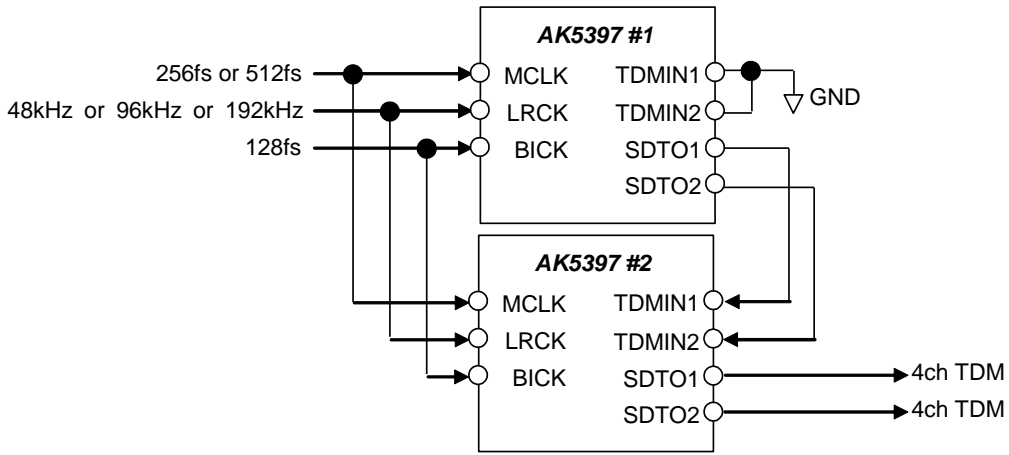 AK5397 #1
256fs or 512fs
MCLK
TDMIN1
48kHz or 96kHz or 192kHz
LRCK
TDMIN2
GND
128fs
BICK
SDTO1
SDTO2
AK5397 #2
MCLK
TDMIN1
LRCK
TDMIN2
BICK
SDTO1
4ch TDM
SDTO2
4ch TDM